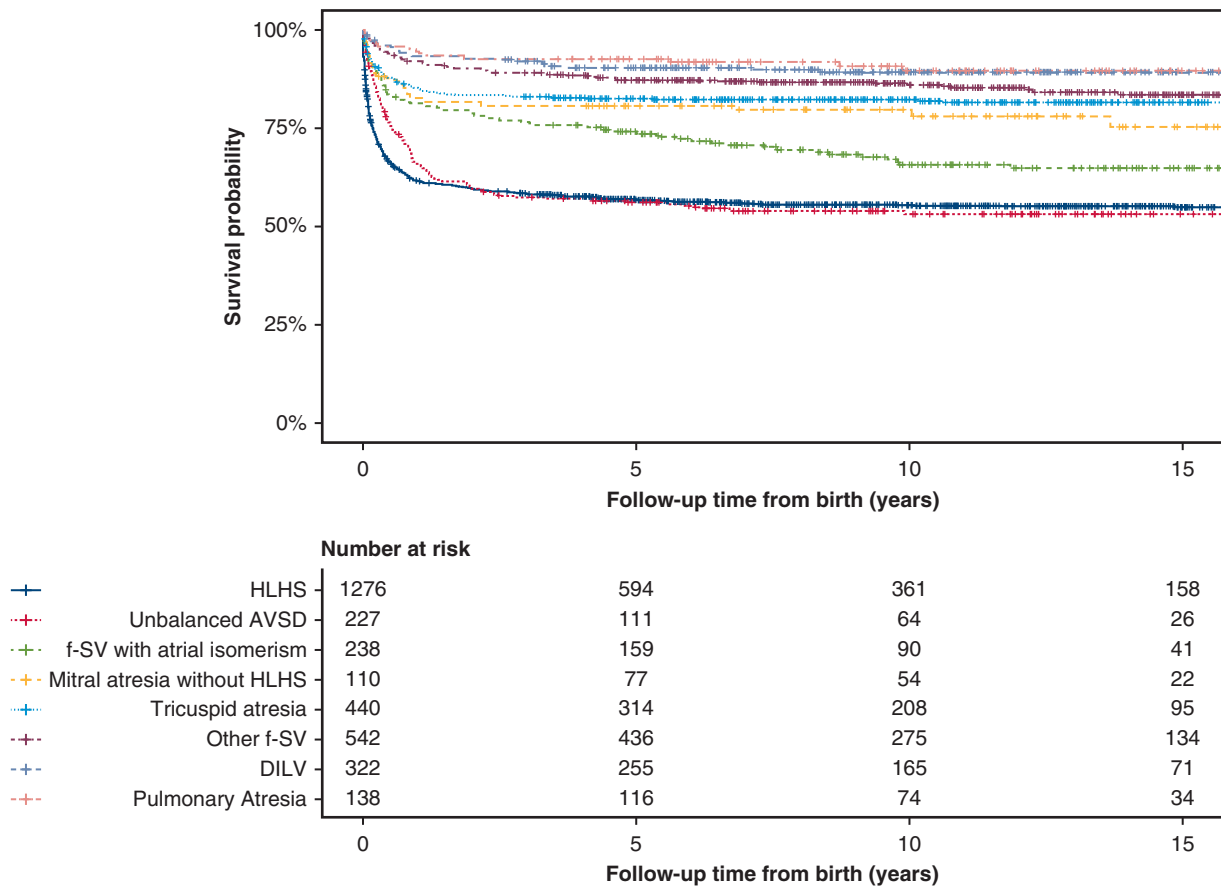 100%
75%
50%
25%
0%
Survival probability
0 5 10 15
Follow-up time from birth (years)
Number at risk
HLHS 1276 594 361 158
Unbalanced AVSD 227 111 64 26
f-SV with atrial isomerism 238 159 90 41
Mitral atresia without HLHS 110 77 54 22
Tricuspid atresia 440 314 208 95
Other f-SV 542 436 275 134
DILV 322 255 165 71
Pulmonary Atresia 138 116 74 34
0 5 10 15
Follow-up time from birth (years)